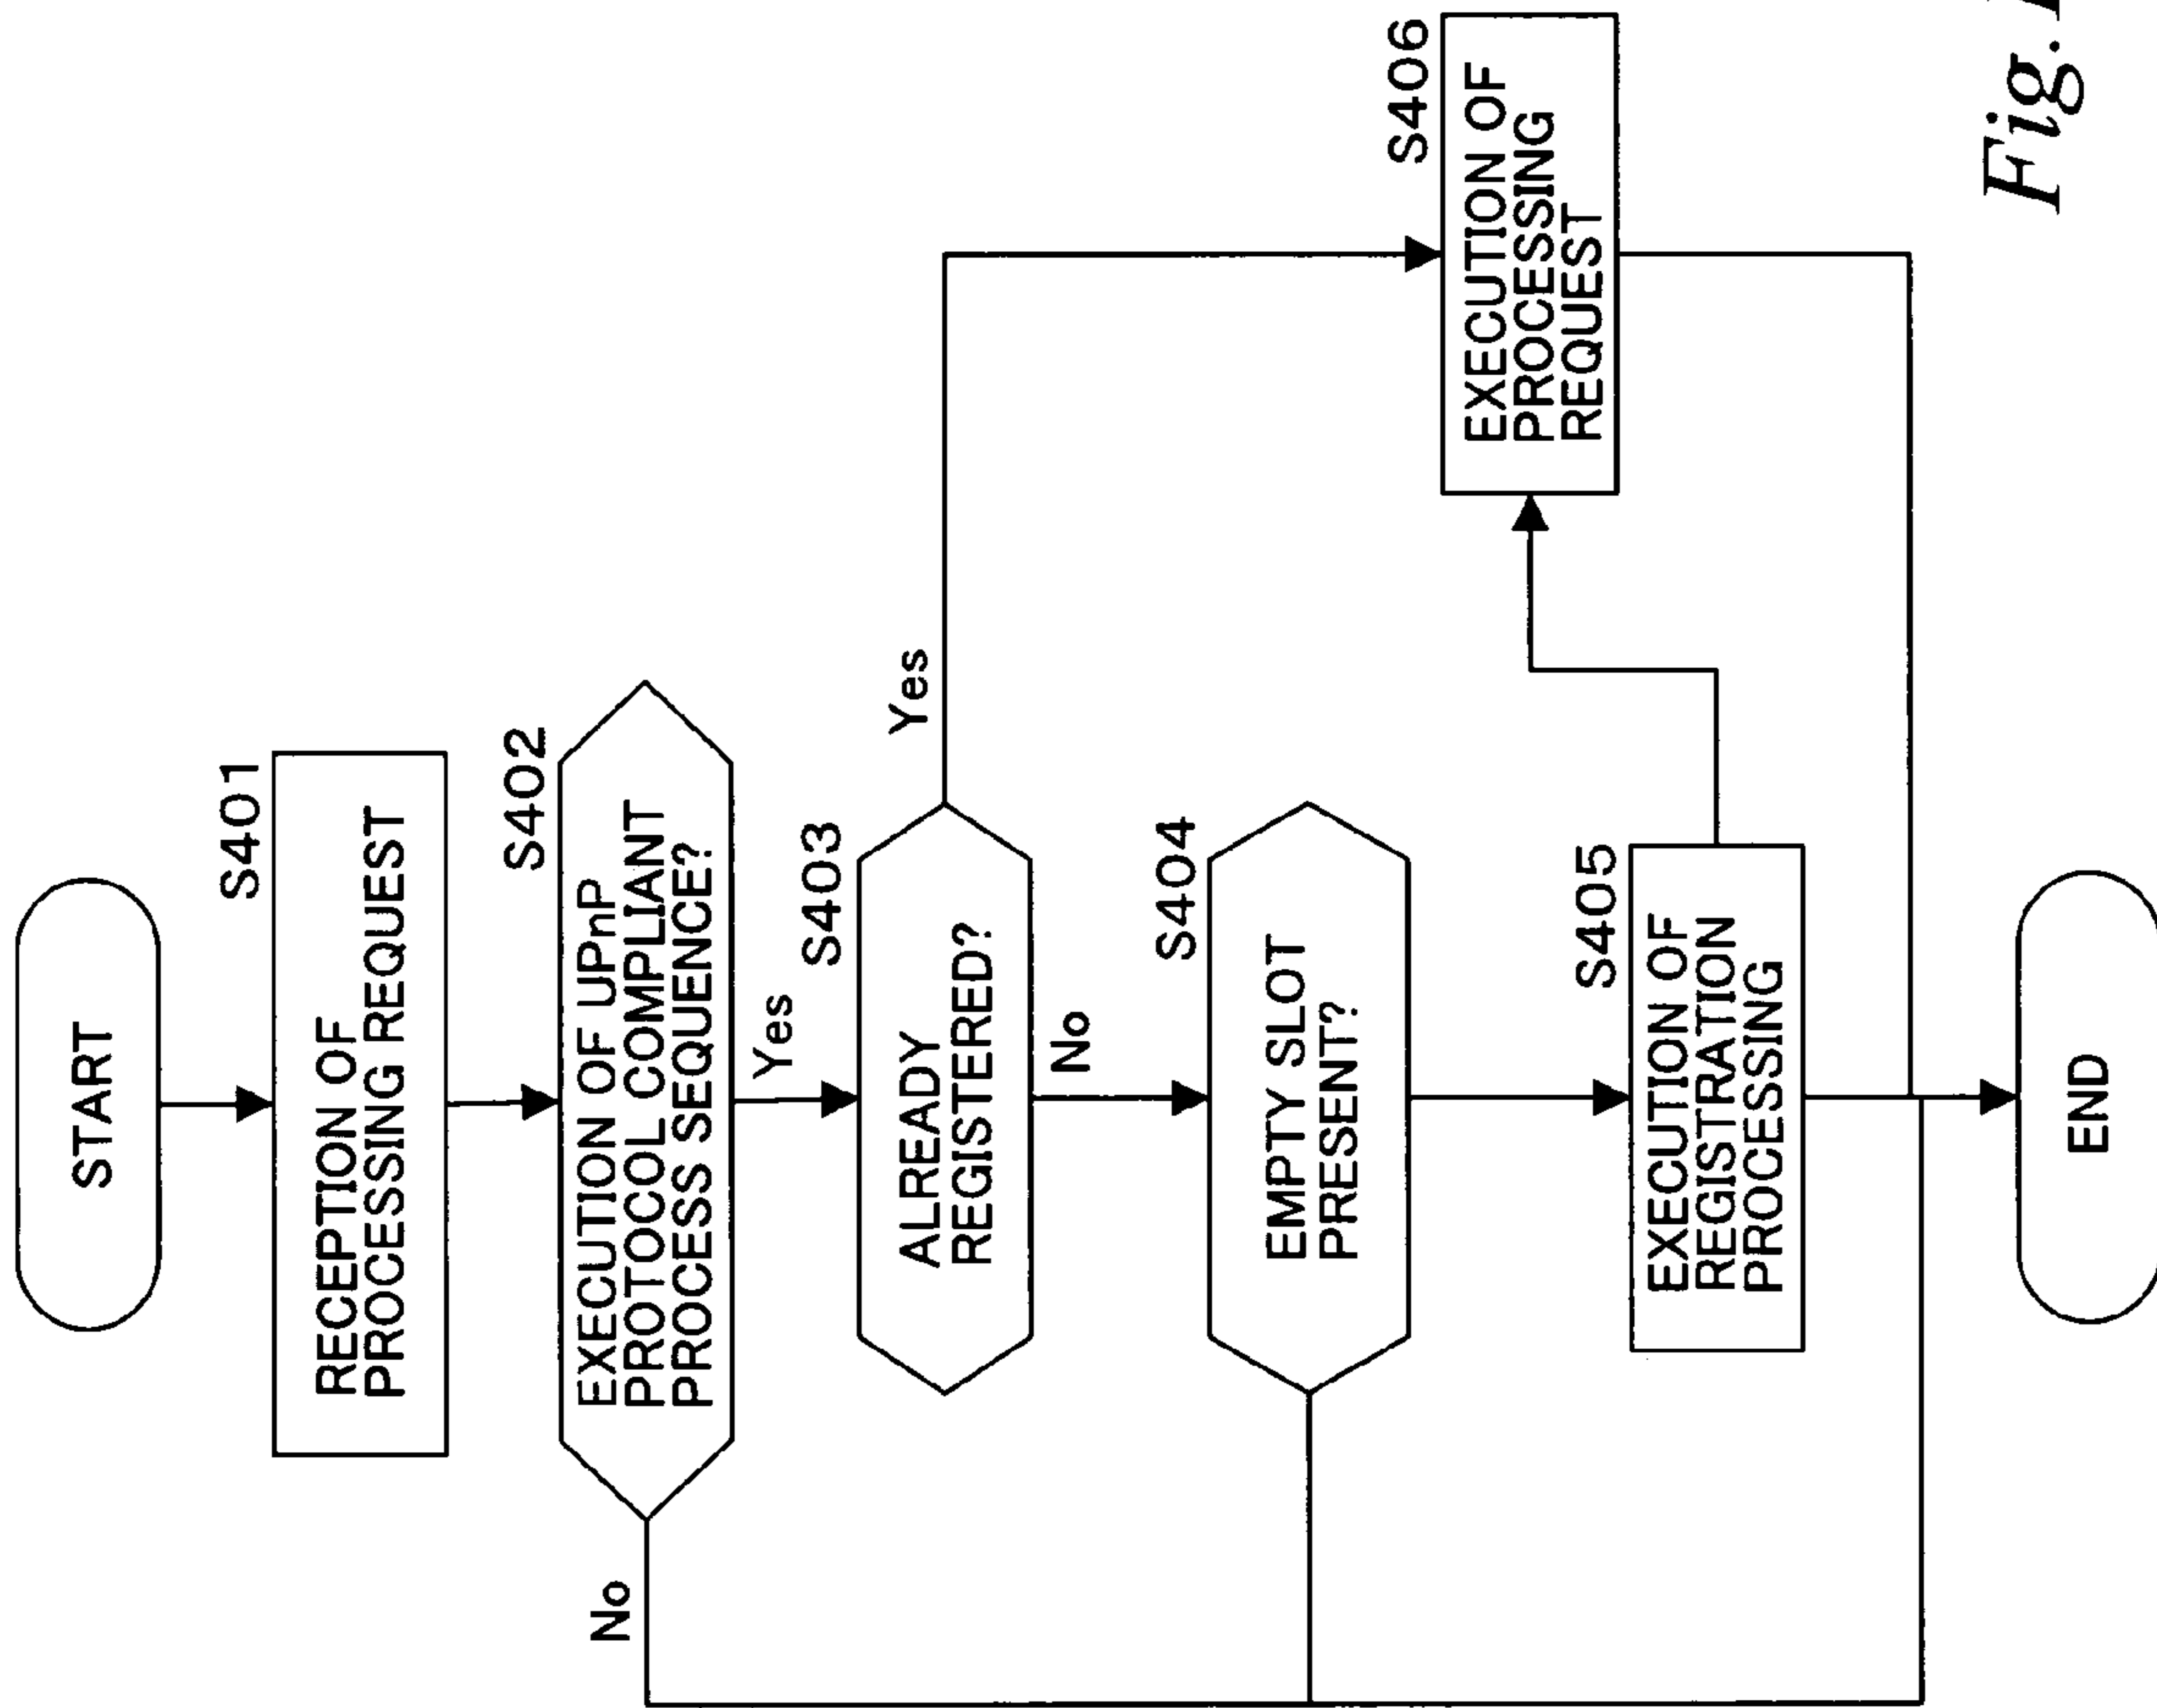 START
S401
RECEPTION OF
PROCESSING REQUEST
S402
EXECUTION OF UPnP
PROTOCOL COMPLIANT
PROCESS SEQUENCE?
No
Yes
S403
ALREADY
REGISTERED?
Yes
No
S404
EMPTY SLOT
PRESENT?
S405
EXECUTION OF
REGISTRATION
PROCESSING
S406
EXECUTION OF
PROCESSING
REQUEST
END
Fig.